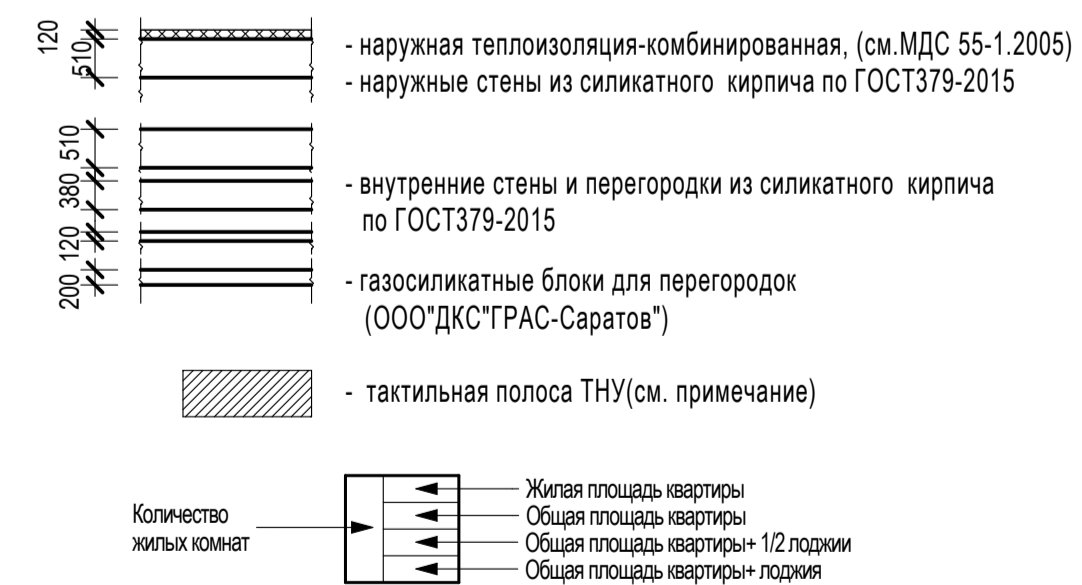 120
510
- наружная теплоизоляция-комбинированная, (см.МДС 55-1.2005)
- наружные стены из силикатного кирпича по ГОСТ379-2015
510
380
120
200
- внутренние стены и перегородки из силикатного кирпича
по ГОСТ379-2015
- газосиликатные блоки для перегородок
(ООО"ДКС"ГРАС-Саратов")
- тактильная полоса ТНУ(см. примечание)
Количество
жилых комнат
Жилая площадь квартиры
Общая площадь квартиры
Общая площадь квартиры+ 1/2 лоджии
Общая площадь квартиры+ лоджия